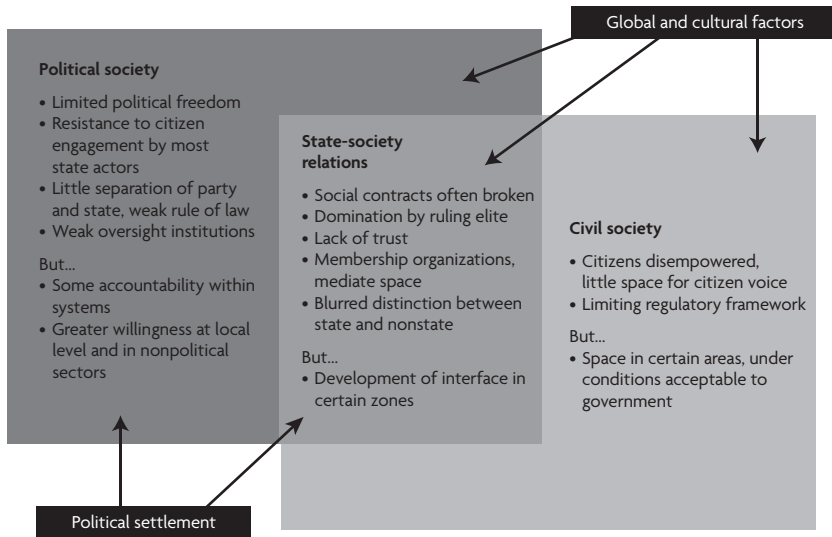 Global and cultural factors
Political society
• Limited political freedom
• Resistance to citizen
engagement by most
state actors
• Little separation of party
and state, weak rule of law
• Weak oversight institutions
But...
• Some accountability within
systems
• Greater willingness at local
level and in nonpolitical
sectors
State-society
relations
• Social contracts often broken
• Domination by ruling elite
• Lack of trust
• Membership organizations,
mediate space
• Blurred distinction between
state and nonstate
But...
• Development of interface in
certain zones
Civil society
• Citizens disempowered,
little space for citizen voice
• Limiting regulatory framework
But...
• Space in certain areas, under
conditions acceptable to
government
Political settlement